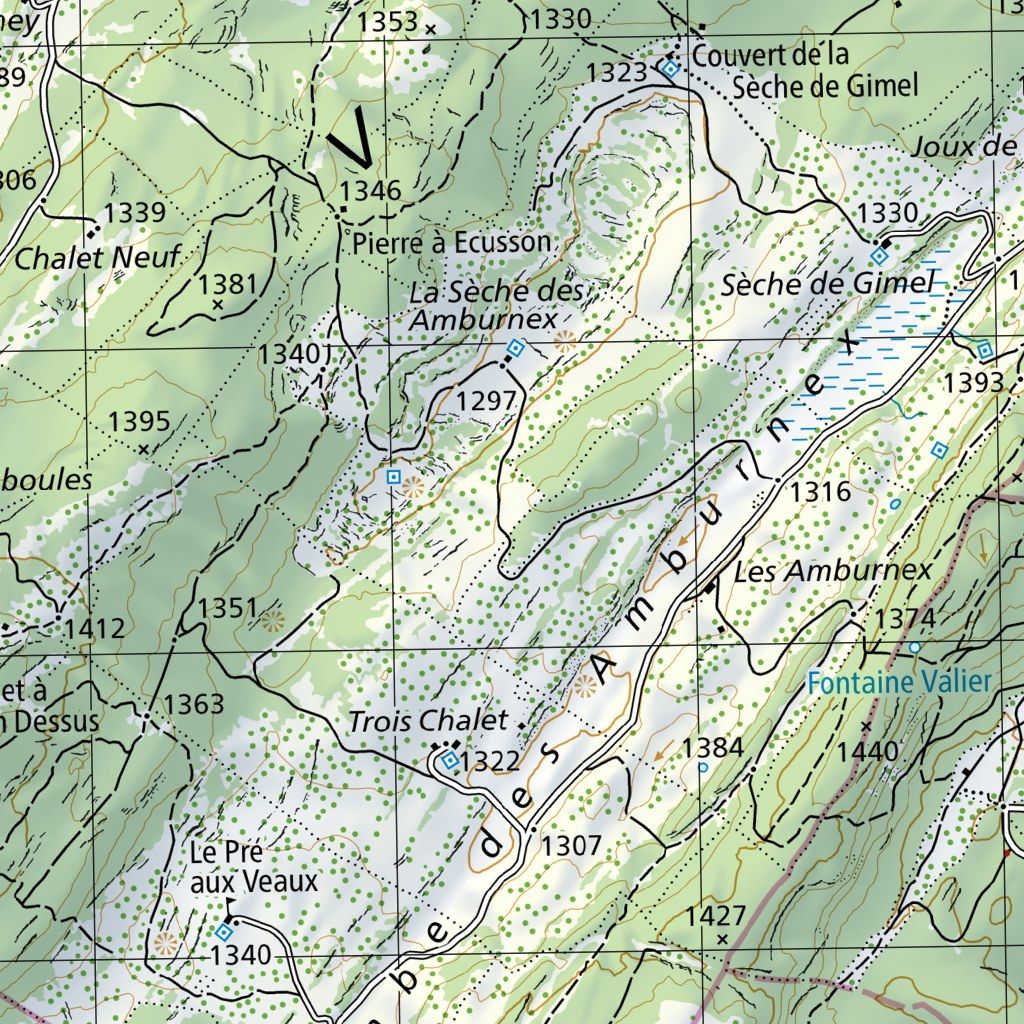 1353
1330
Couvert de la
Sèche de Gimel
1323
89
Joux de
306
1339
1346
1330
Chalet Neuf
Pierre à Ecusson
1381
La Sèche des
Amburnex
Sèche de Gimel
1340
1297
1393
1395
boules
1316
Les Amburnex
1351
1374
1412
Fontaine Valier
et à
n Dessus
1363
Trois Chalet
1322
1384
1440
1307
Le Pré
aux Veaux
1427
1340
V
b e d e s A m b u r n e x